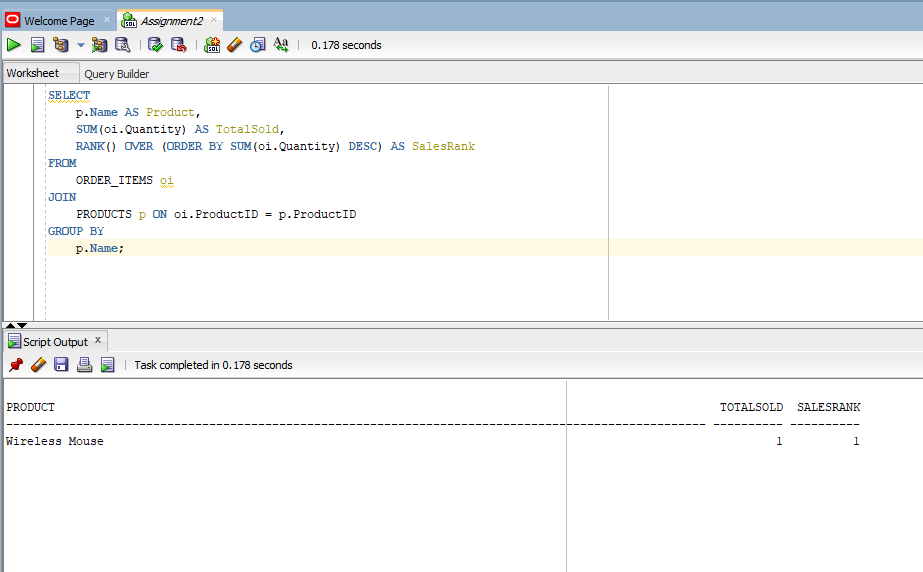 Welcome Page
Assignment2
SQL
0.178 seconds
Worksheet
Query Builder
SELECT
p.Name AS Product,
SUM(oi.Quantity) AS TotalSold,
RANK() OVER (ORDER BY SUM(oi.Quantity) DESC) AS SalesRank
FROM
ORDER_ITEMS oi
JOIN
PRODUCTS p ON oi.ProductID = p.ProductID
GROUP BY
p.Name;
Script Output
Task completed in 0.178 seconds
PRODUCT TOTALSOLD SALESRANK
---------------------------------------------------------------------------------------------------- ---------- ----------
Wireless Mouse 1 1